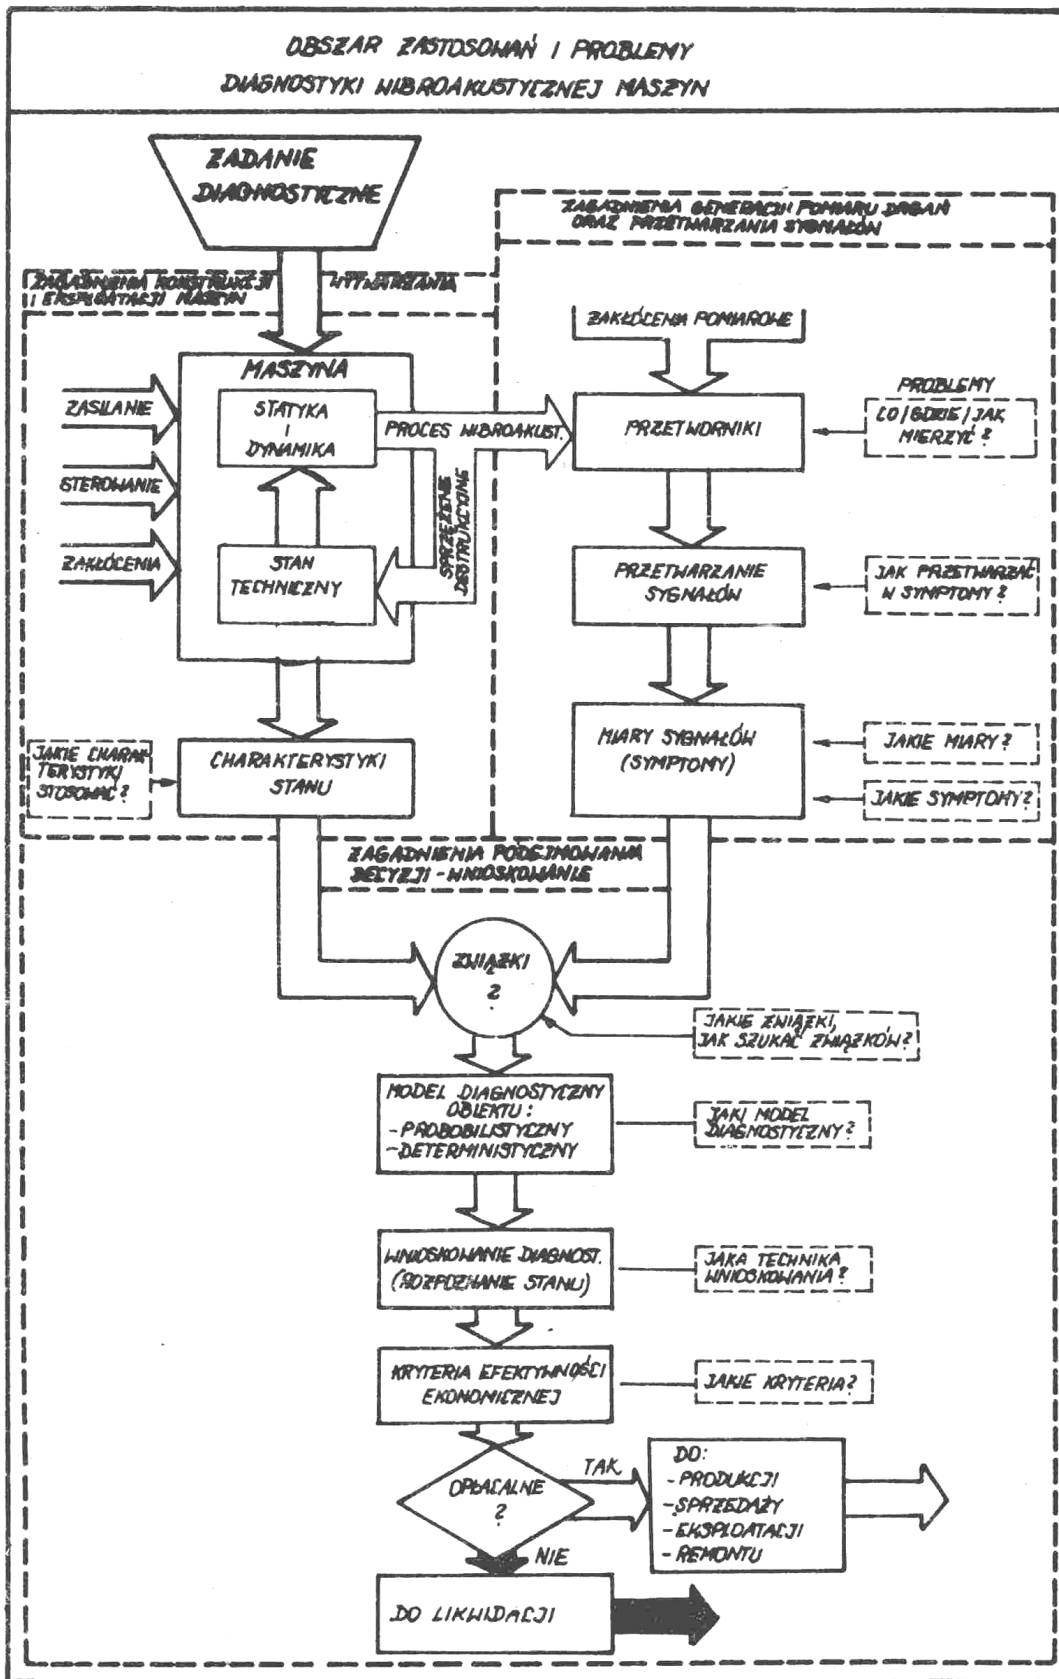 OBSZAR ZASTOSOWAŃ I PROBLEMY
DIAGNOSTYKI WIBROAKUSTYCZNEJ MASZYN
ZADANIE
DIAGNOSTYCZNE
ZAGADNIENIA KONSTRUKCJI WYTWARZANIA
I EKSPLOATACJI MASZYN
ZAGADNIENIA GENERACJI POMIARU DRGAŃ
ORAZ PRZETWARZANIA SYGNAŁÓW
ZASILANIE
STEROWANIE
ZAKŁÓCENIA
MASZYNA
STATYKA
I
DYNAMIKA
STAN
TECHNICZNY
PROCES WIBROAKUST.
SPRZĘŻENIE
DESTRUKCYJNE
ZAKŁÓCENIA POMIAROWE
PRZETWORNIKI
PROBLEMY
CO/GDZIE/JAK
MIERZYĆ?
PRZETWARZANIE
SYGNAŁÓW
JAK PRZETWARZAĆ
W SYMPTOMY?
JAKIE CHARAK-
TERYSTYKI
STOSOWAĆ?
CHARAKTERYSTYKI
STANU
MIARY SYGNAŁÓW
(SYMPTOMY)
JAKIE MIARY?
JAKIE SYMPTOMY?
ZAGADNIENIA PODEJMOWANIA
DECYZJI - WNIOSKOWANIE
ZWIĄZKI
?
JAKIE ZWIĄZKI,
JAK SZUKAĆ ZWIĄZKÓW?
MODEL DIAGNOSTYCZNY
OBIEKTU:
- PROBOBILISTYCZNY
- DETERMINISTYCZNY
JAKI MODEL
DIAGNOSTYCZNY?
WNIOSKOWANIE DIAGNOST.
(ROZPOZNANIE STANU)
JAKA TECHNIKA
WNIOSKOWANIA?
KRYTERIA EFEKTYWNOŚCI
EKONOMICZNEJ
JAKIE KRYTERIA?
OPŁACALNE
?
TAK
DO:
- PRODUKCJI
- SPRZEDAŻY
- EKSPLOATACJI
- REMONTU
NIE
DO LIKWIDACJI